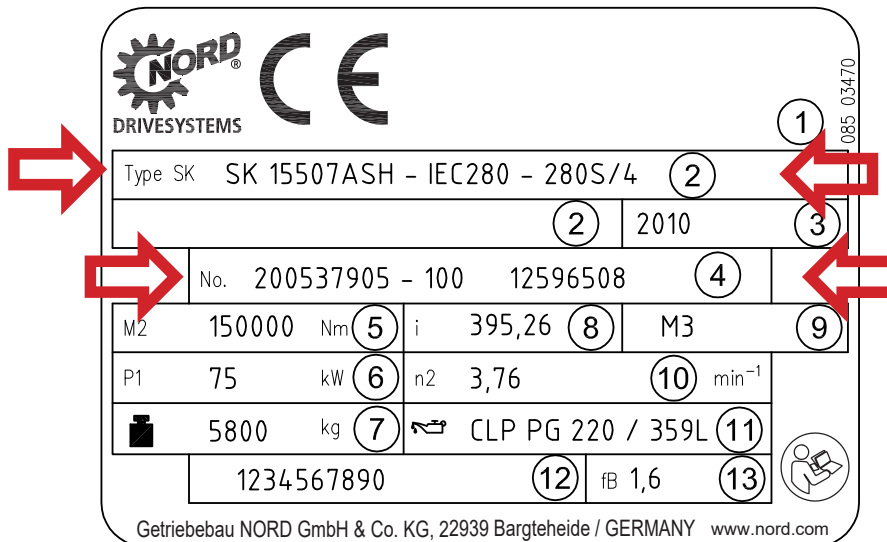 NORD®
DRIVESYSTEMS
CE
085 03470
1
Type SK SK 15507ASH - IEC280 - 280S/4 2
2 2010 3
No. 200537905 - 100 12596508 4
M2 150000 Nm 5 i 395,26 8 M3 9
P1 75 kW 6 n2 3,76 10 min⁻¹
5800 kg 7 CLP PG 220 / 359L 11
1234567890 12 fB 1,6 13
Getriebebau NORD GmbH & Co. KG, 22939 Bargteheide / GERMANY www.nord.com